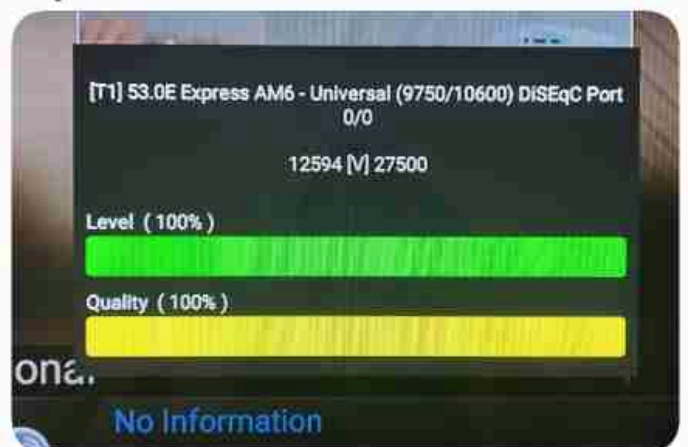 [T1] 53.0E Express AM6 - Universal (9750/10600) DiSEqC Port
0/0
12594 [V] 27500
Level ( 100% )
Quality ( 100% )
No Information